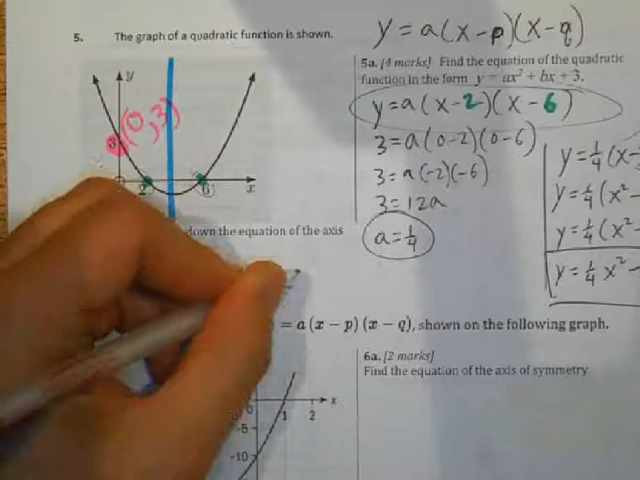 5. The graph of a quadratic function is shown.
y = a(x-p)(x-q)
y
(0,3)
3
2
6
x
5a. [4 marks] Find the equation of the quadratic
function in the form y = ax² + bx + 3.
y = a(x-2)(x-6)
3 = a(0-2)(0-6)
3 = a(-2)(-6)
3 = 12a
a = 1/4
y = 1/4 (x-
y = 1/4 (x² -
y = 1/4 (x² -
y = 1/4 x² -
down the equation of the axis
= a (x − p) (x − q), shown on the following graph.
6a. [2 marks]
Find the equation of the axis of symmetry
0
1
2
x
-5
-10